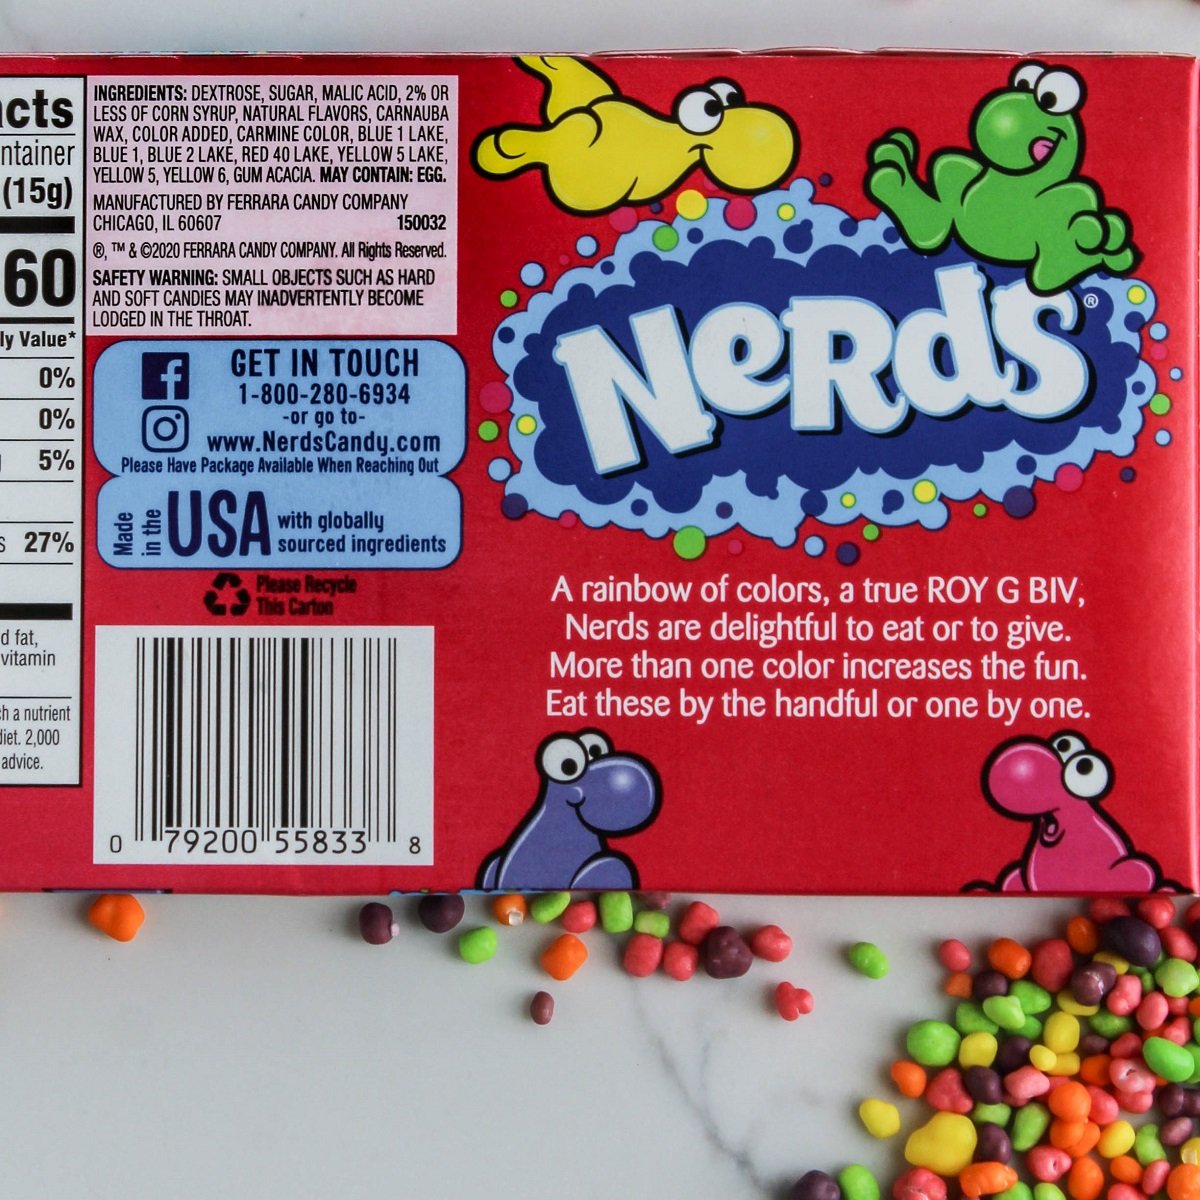 cts
ntainer
(15g)
60
ly Value*
0%
0%
5%
27%
d fat,
vitamin
ch a nutrient
diet. 2,000
advice.
INGREDIENTS: DEXTROSE, SUGAR, MALIC ACID, 2% OR
LESS OF CORN SYRUP, NATURAL FLAVORS, CARNAUBA
WAX, COLOR ADDED, CARMINE COLOR, BLUE 1 LAKE,
BLUE 1, BLUE 2 LAKE, RED 40 LAKE, YELLOW 5 LAKE,
YELLOW 5, YELLOW 6, GUM ACACIA. MAY CONTAIN: EGG.
MANUFACTURED BY FERRARA CANDY COMPANY
CHICAGO, IL 60607 150032
®, ™ & ©2020 FERRARA CANDY COMPANY. All Rights Reserved.
SAFETY WARNING: SMALL OBJECTS SUCH AS HARD
AND SOFT CANDIES MAY INADVERTENTLY BECOME
LODGED IN THE THROAT.
GET IN TOUCH
1-800-280-6934
-or go to-
www.NerdsCandy.com
Please Have Package Available When Reaching Out
Made
in the
USA
with globally
sourced ingredients
Please Recycle
This Carton
0 79200 55833 8
NeRdS®
A rainbow of colors, a true ROY G BIV,
Nerds are delightful to eat or to give.
More than one color increases the fun.
Eat these by the handful or one by one.